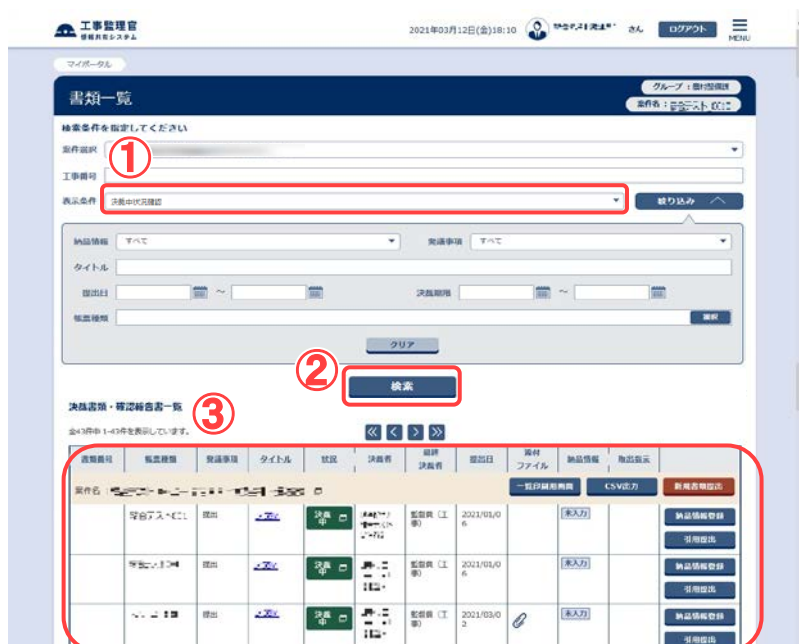 工事監理官
情報共有システム
2021年03月12日(金)18:10
さん
ログアウト
MENU
マイポータル
書類一覧
グループ：
案件名：
検索条件を指定してください
案件選択
①
工事番号
表示条件 決裁中状況確認
絞り込み
納品情報 すべて 発議事項 すべて
タイトル
提出日 ～ 決裁期限 ～
帳票種類 選択
クリア
②
検索
決裁書類・確認報告書一覧
③
全43件中 1-43件を表示しています。
書類番号 帳票種類 発議事項 タイトル 状況 決裁者 最終決裁者 提出日 添付ファイル 納品情報 取出指示
案件名：
一覧印刷用画面 CSV出力 新規書類提出
提出 決裁中 監督員（工事） 2021/01/06 未入力 納品情報登録
引用提出
提出 決裁中 監督員（工事） 2021/01/06 未入力 納品情報登録
引用提出
提出 決裁中 監督員（工事） 2021/03/02 未入力 納品情報登録
引用提出